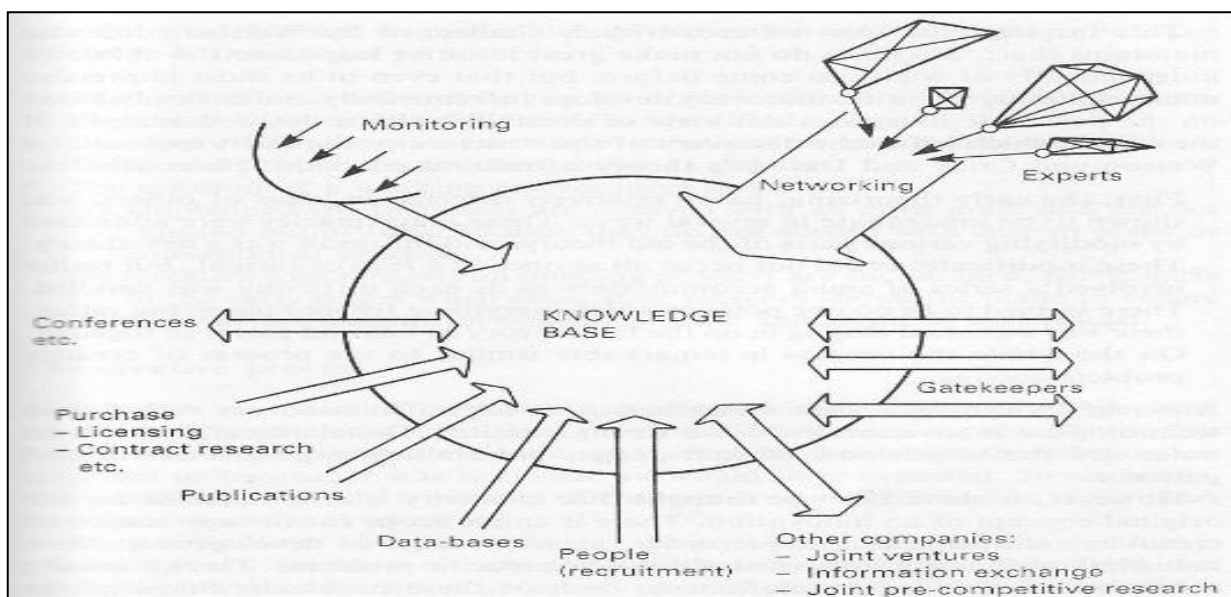 Monitoring
Networking
Experts
Conferences
etc.
KNOWLEDGE
BASE
Gatekeepers
Purchase
– Licensing
– Contract research
etc.
Publications
Data-bases
People
(recruitment)
Other companies:
– Joint ventures
– Information exchange
– Joint pre-competitive research